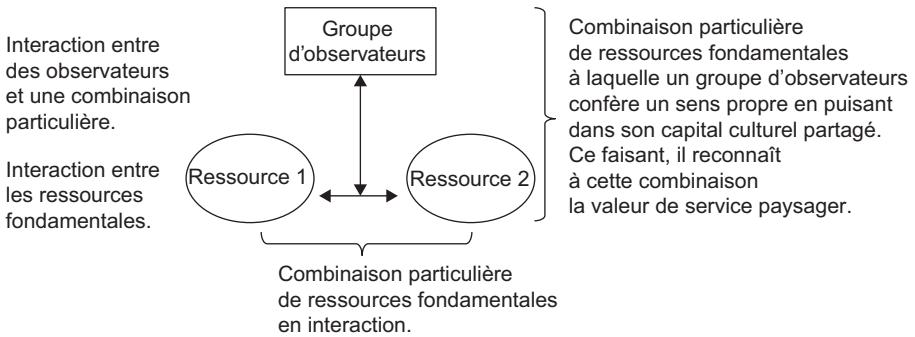 Groupe
d’observateurs
Interaction entre
des observateurs
et une combinaison
particulière.
Interaction entre
les ressources
fondamentales.
Ressource 1
Ressource 2
Combinaison particulière
de ressources fondamentales
à laquelle un groupe d’observateurs
confère un sens propre en puisant
dans son capital culturel partagé.
Ce faisant, il reconnaît
à cette combinaison
la valeur de service paysager.
Combinaison particulière
de ressources fondamentales
en interaction.